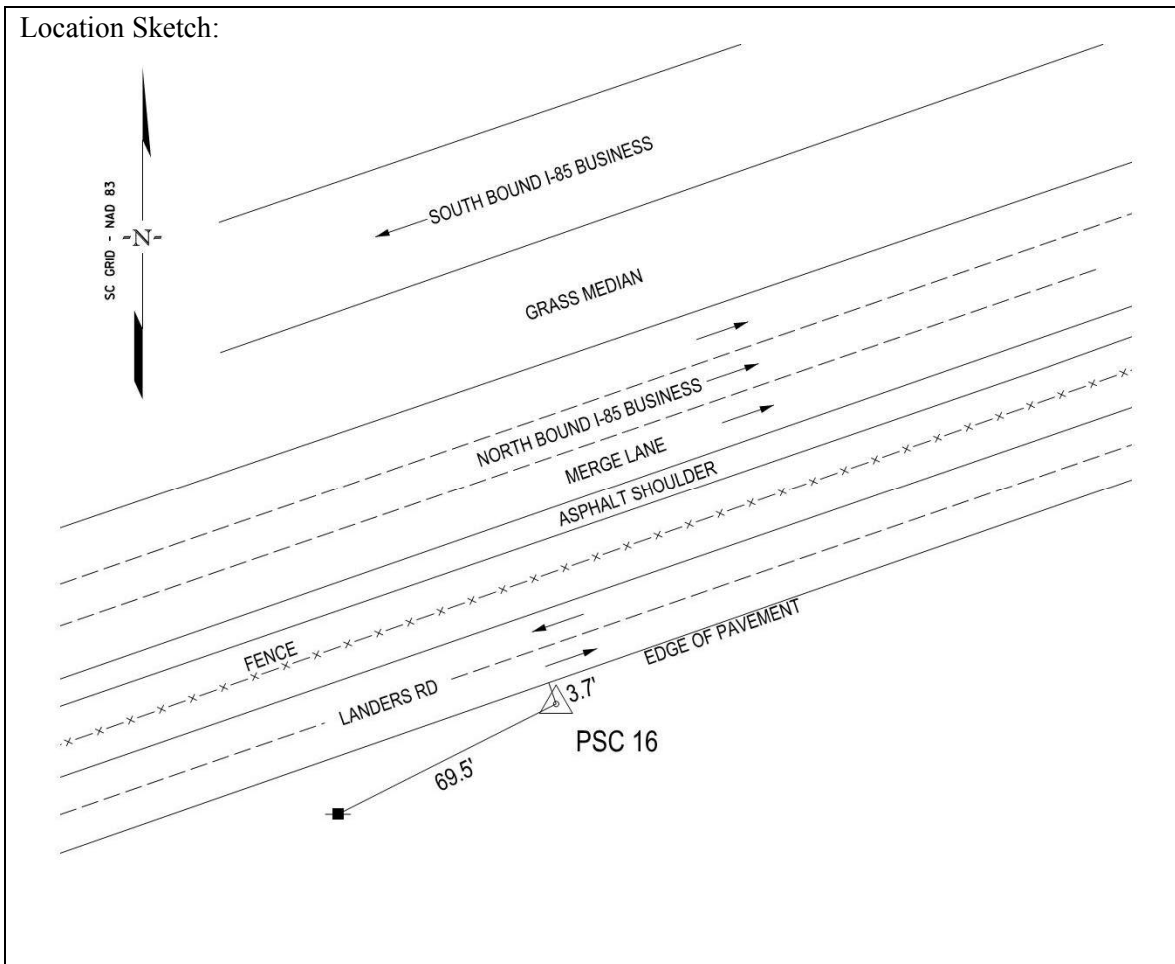 Location Sketch:
SC GRID - NAD 83
-N-
SOUTH BOUND I-85 BUSINESS
GRASS MEDIAN
NORTH BOUND I-85 BUSINESS
MERGE LANE
ASPHALT SHOULDER
FENCE
EDGE OF PAVEMENT
LANDERS RD
3.7'
PSC 16
69.5'